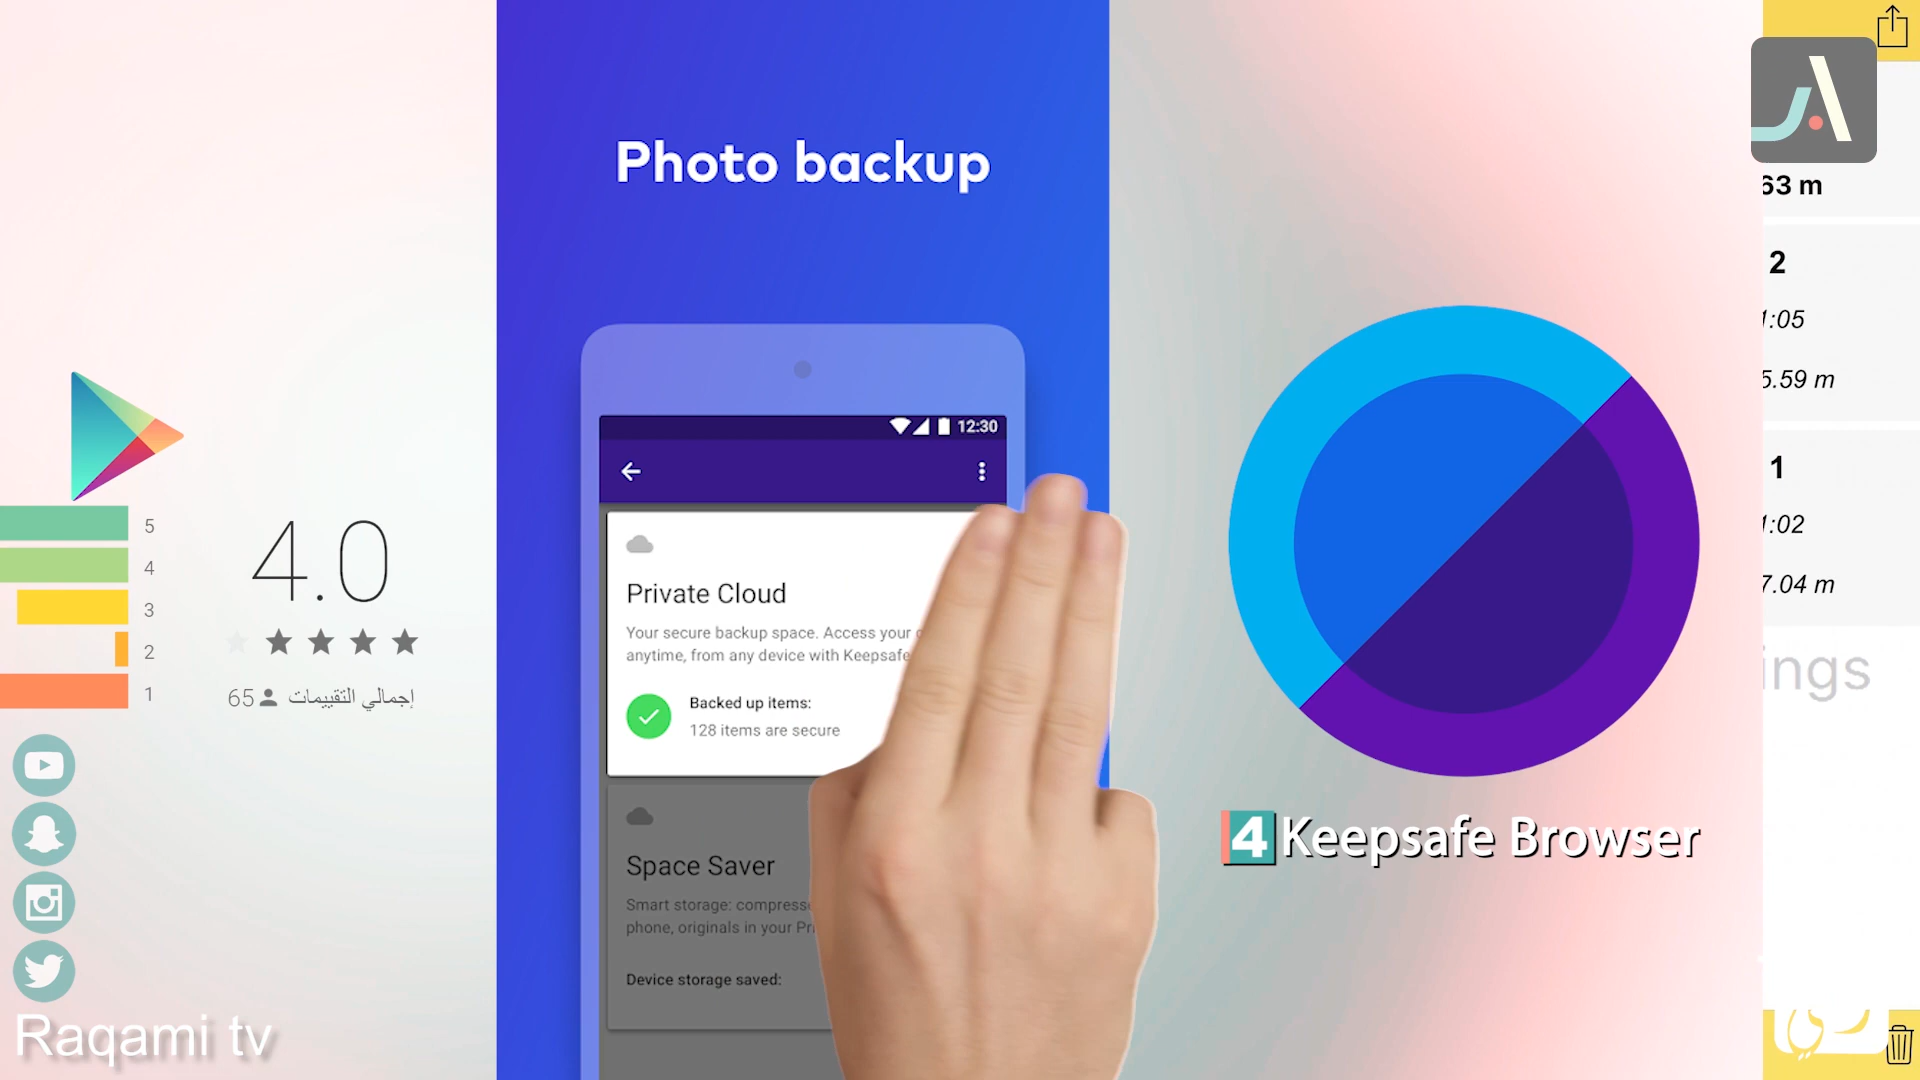 5
4
3
2
1
4.0
إجمالي التقييمات 65
Raqami tv
Photo backup
12:30
Private Cloud
Your secure backup space. Access your
anytime, from any device with Keepsafe
Backed up items:
128 items are secure
Space Saver
Smart storage: compress
phone, originals in your Pri
Device storage saved:
4 Keepsafe Browser
63 m
2
1:05
5.59 m
1
1:02
7.04 m
ings